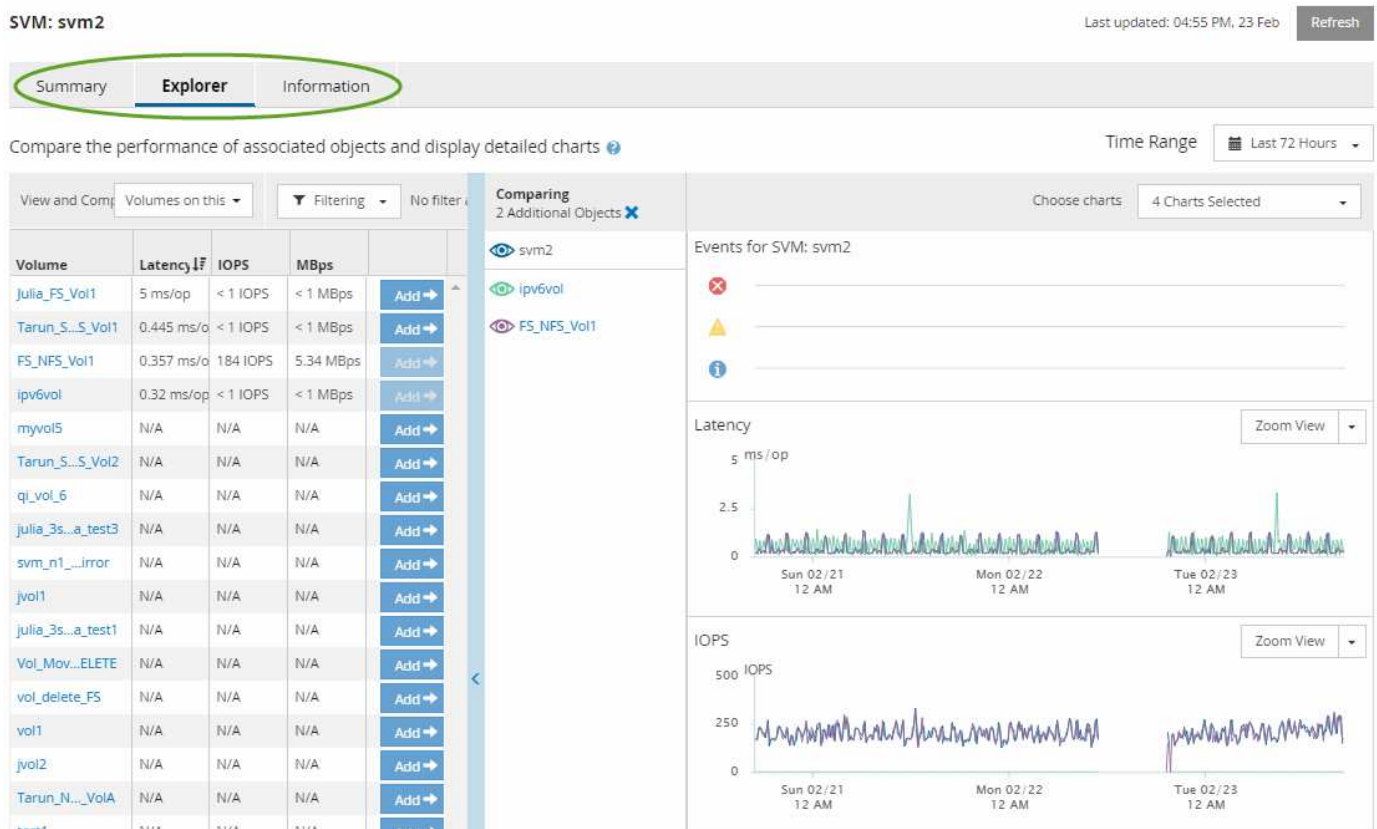 SVM: svm2
Last updated: 04:55 PM, 23 Feb Refresh
Summary Explorer Information
Compare the performance of associated objects and display detailed charts ?
Time Range Last 72 Hours
View and Comp Volumes on this Filtering No filter
Volume Latency IOPS MBps
Julia_FS_Vol1 5 ms/op < 1 IOPS < 1 MBps Add
Tarun_S...S_Vol1 0.445 ms/o < 1 IOPS < 1 MBps Add
FS_NFS_Vol1 0.357 ms/o 184 IOPS 5.34 MBps Add
ipv6vol 0.32 ms/op < 1 IOPS < 1 MBps Add
myvol5 N/A N/A N/A Add
Tarun_S...S_Vol2 N/A N/A N/A Add
qi_vol_6 N/A N/A N/A Add
julia_3s...a_test3 N/A N/A N/A Add
svm_n1_...irror N/A N/A N/A Add
jvol1 N/A N/A N/A Add
julia_3s...a_test1 N/A N/A N/A Add
Vol_Mov...ELETE N/A N/A N/A Add
vol_delete_FS N/A N/A N/A Add
vol1 N/A N/A N/A Add
jvol2 N/A N/A N/A Add
Tarun_N..._VolA N/A N/A N/A Add
Comparing
2 Additional Objects
svm2
ipv6vol
FS_NFS_Vol1
Choose charts 4 Charts Selected
Events for SVM: svm2
Latency Zoom View
5 ms/op
2.5
0
Sun 02/21 Mon 02/22 Tue 02/23
12 AM 12 AM 12 AM
IOPS Zoom View
500 IOPS
250
0
Sun 02/21 Mon 02/22 Tue 02/23
12 AM 12 AM 12 AM